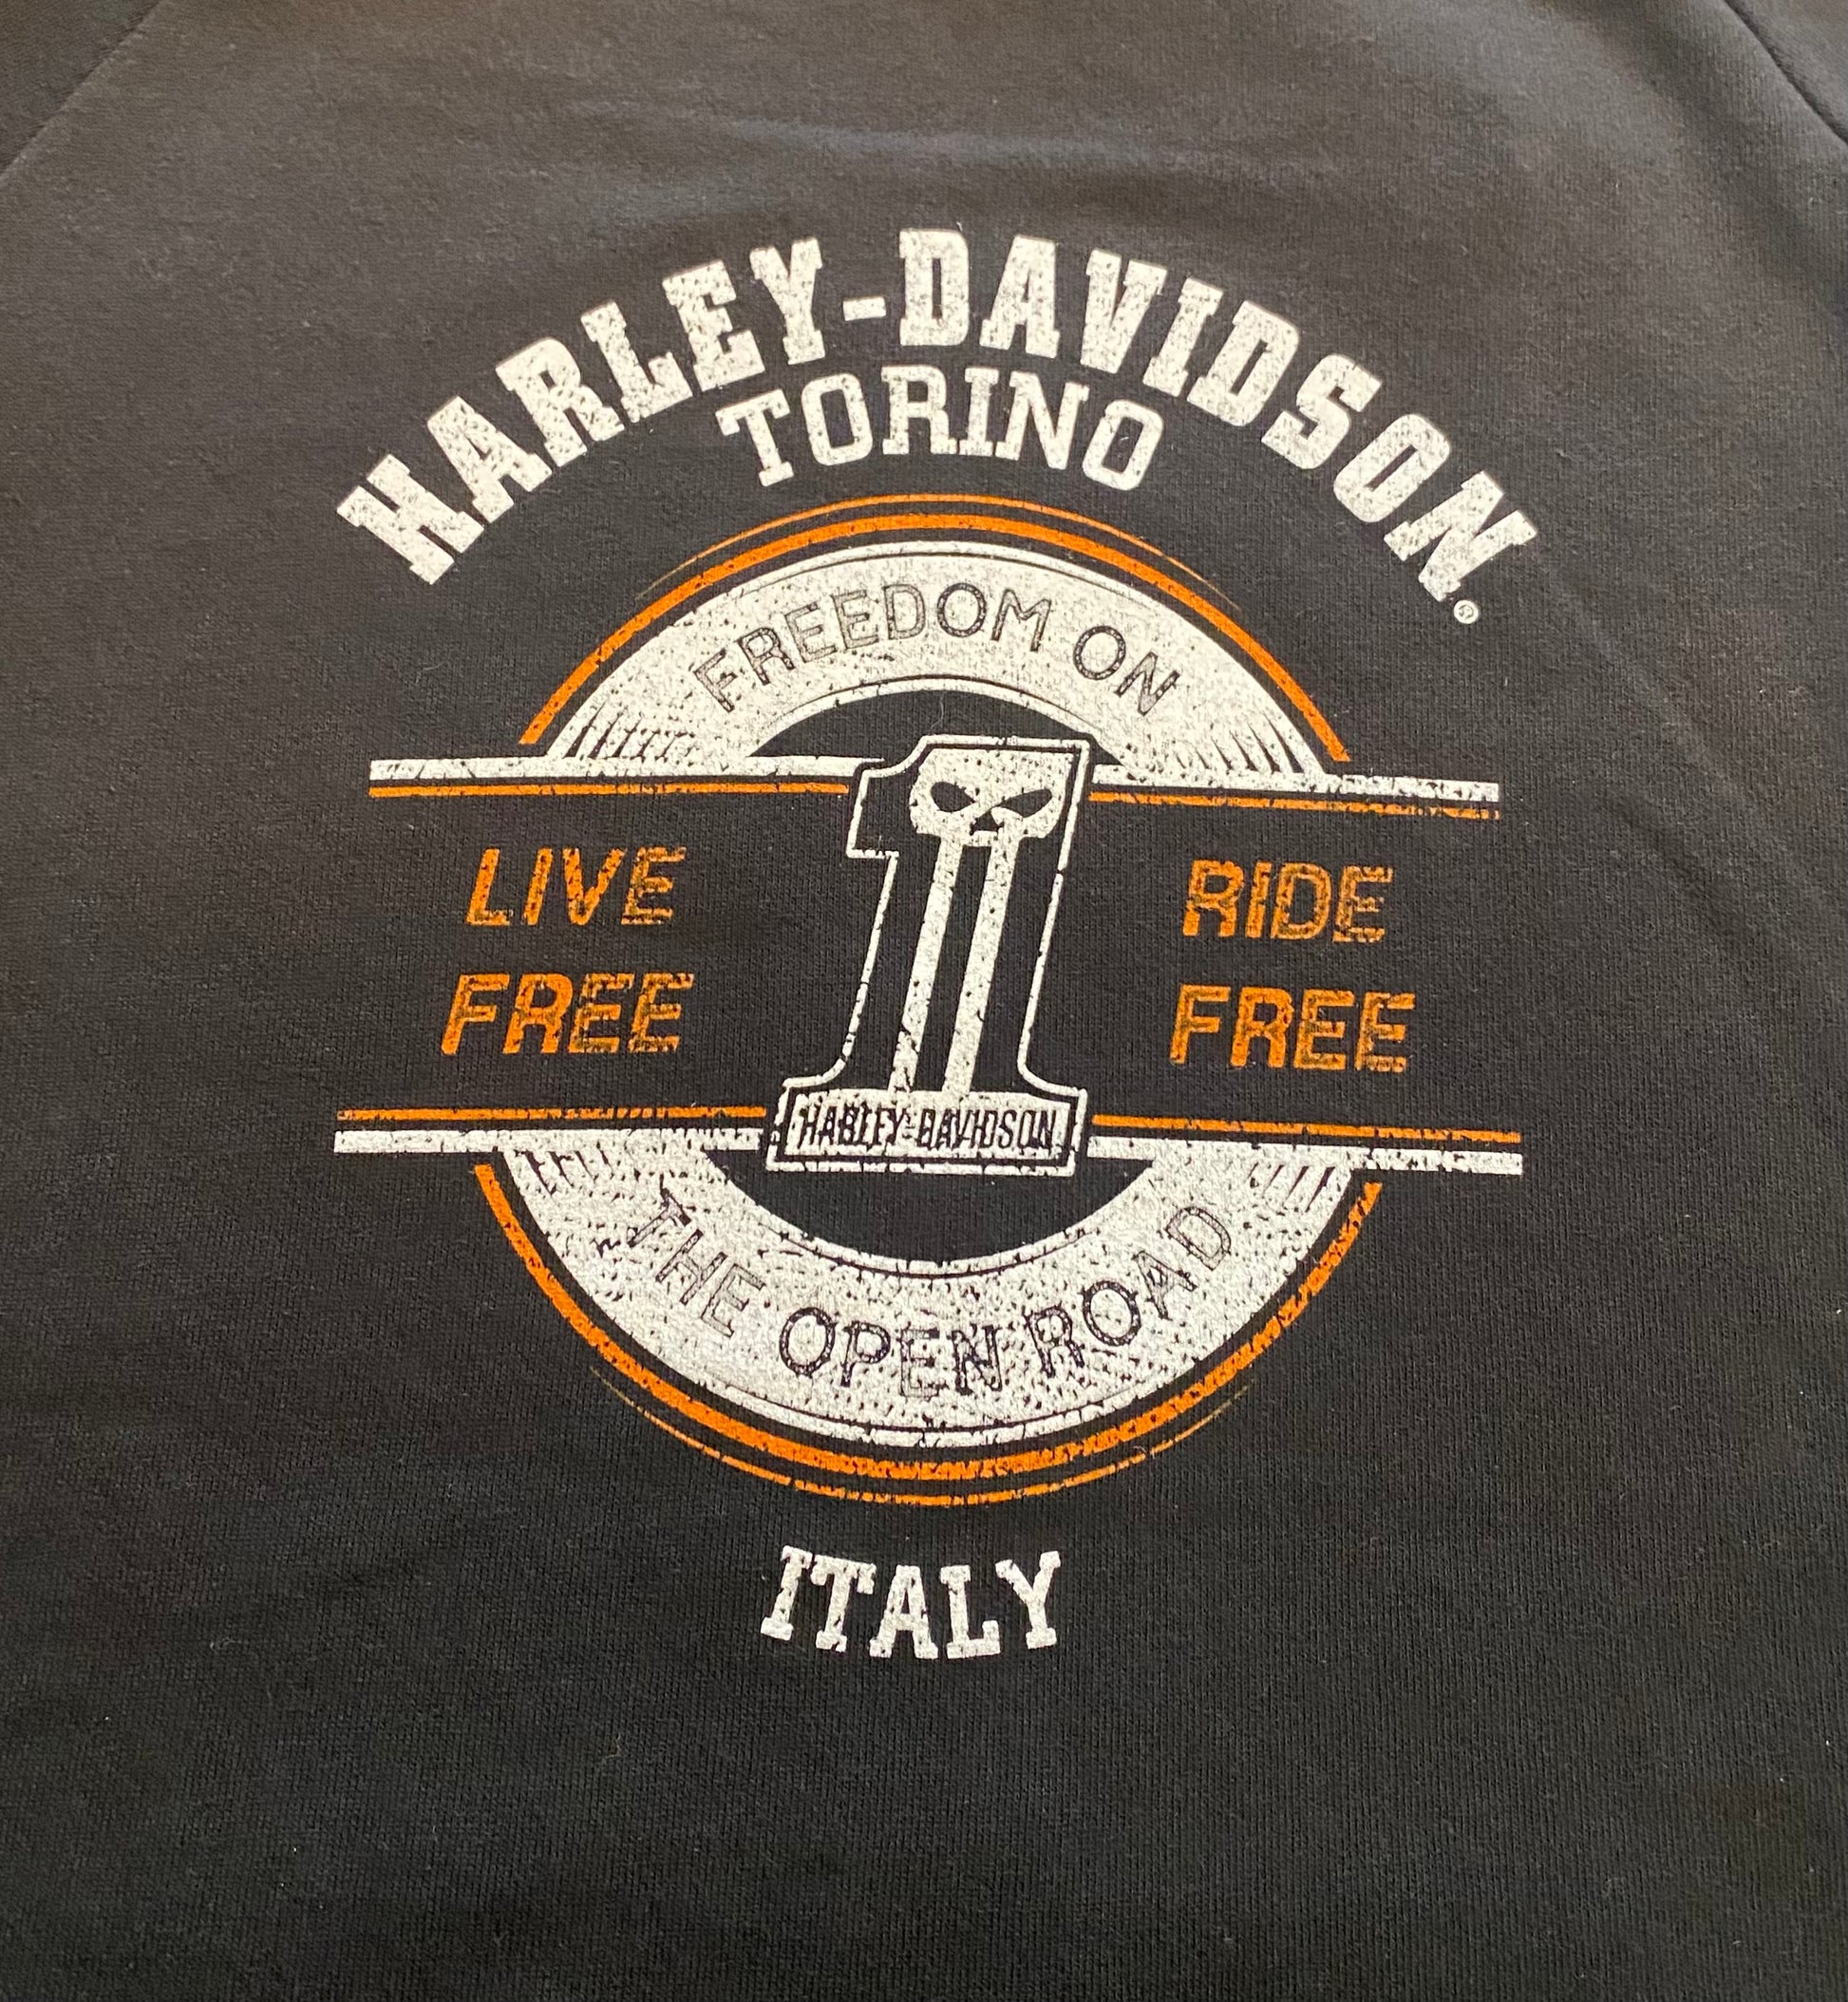 HARLEY-DAVIDSON®
TORINO
FREEDOM ON
LIVE
FREE
RIDE
FREE
HARLEY-DAVIDSON
THE OPEN ROAD
ITALY